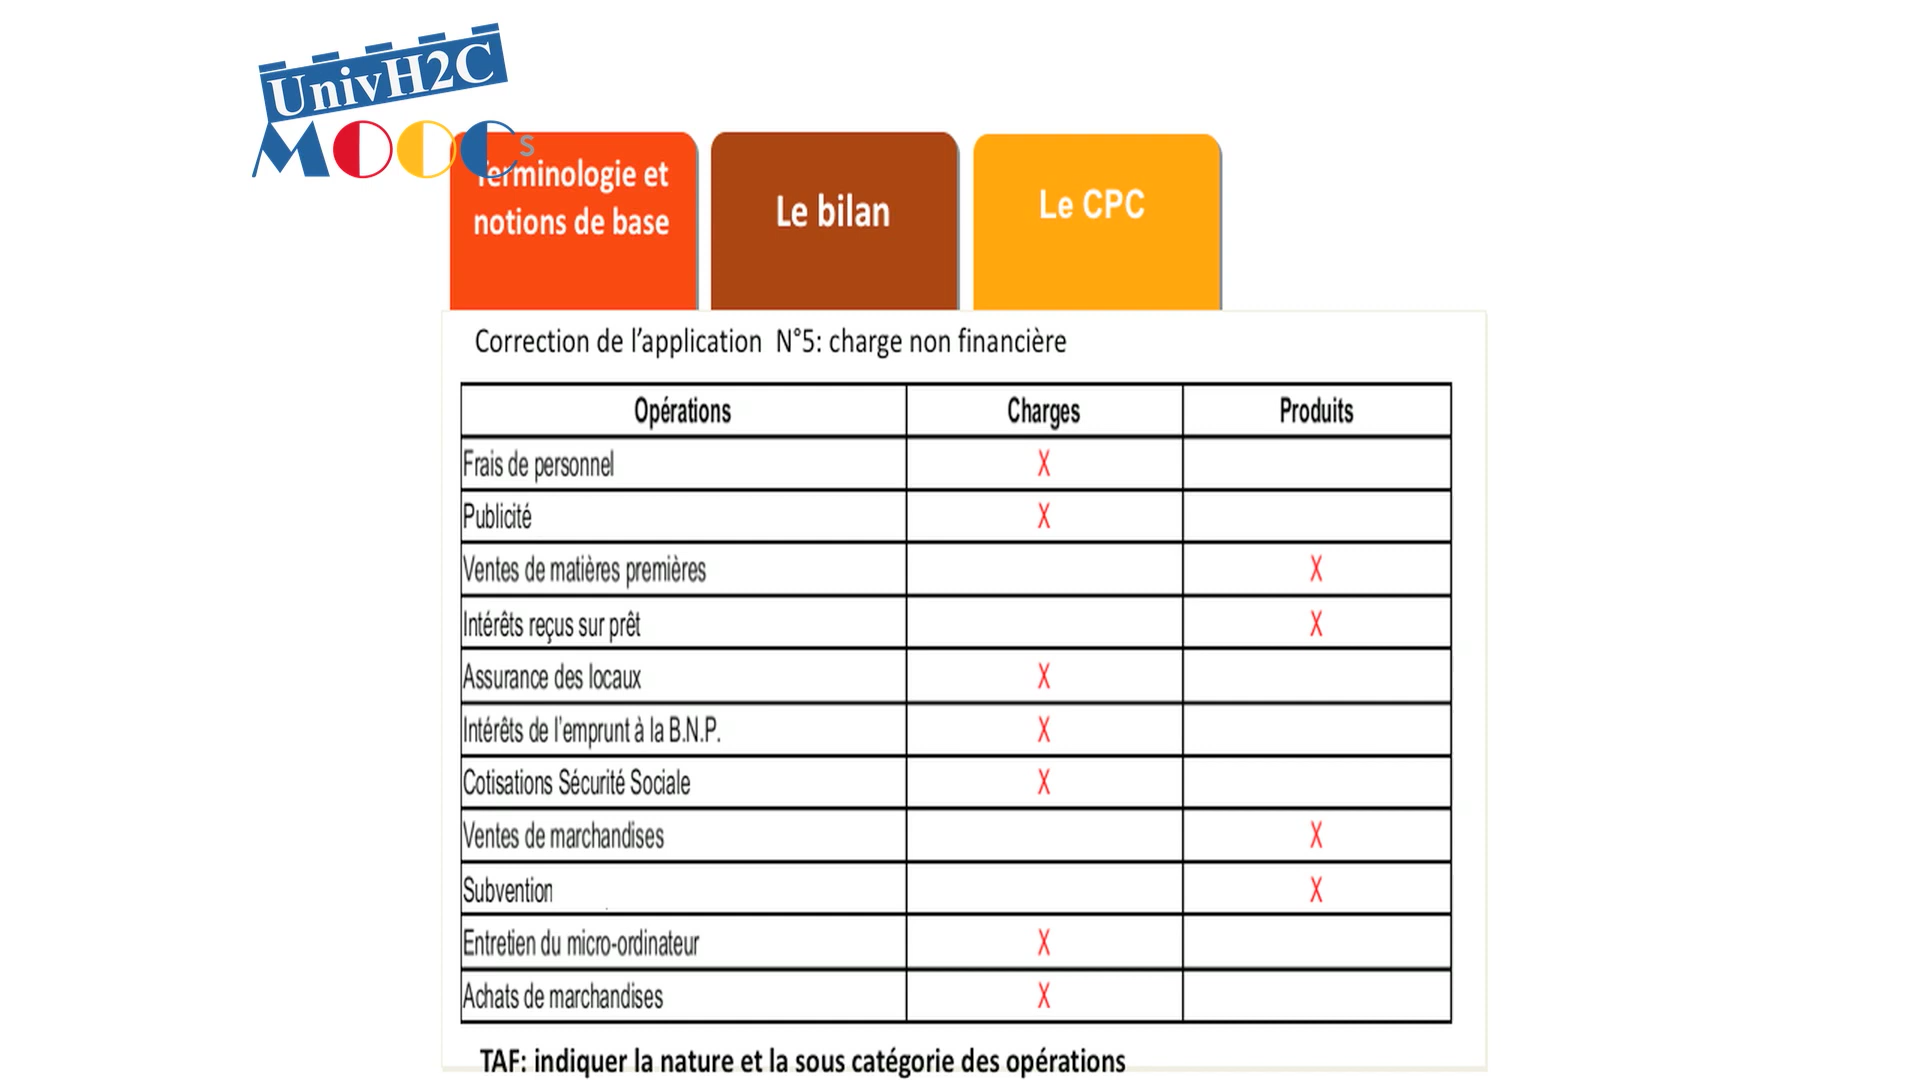 UnivH2C
MOOCs
Terminologie et
notions de base
Le bilan
Le CPC
Correction de l’application N°5: charge non financière
Opérations Charges Produits
Frais de personnel X
Publicité X
Ventes de matières premières X
Intérêts reçus sur prêt X
Assurance des locaux X
Intérêts de l’emprunt à la B.N.P. X
Cotisations Sécurité Sociale X
Ventes de marchandises X
Subvention X
Entretien du micro-ordinateur X
Achats de marchandises X
TAF: indiquer la nature et la sous catégorie des opérations